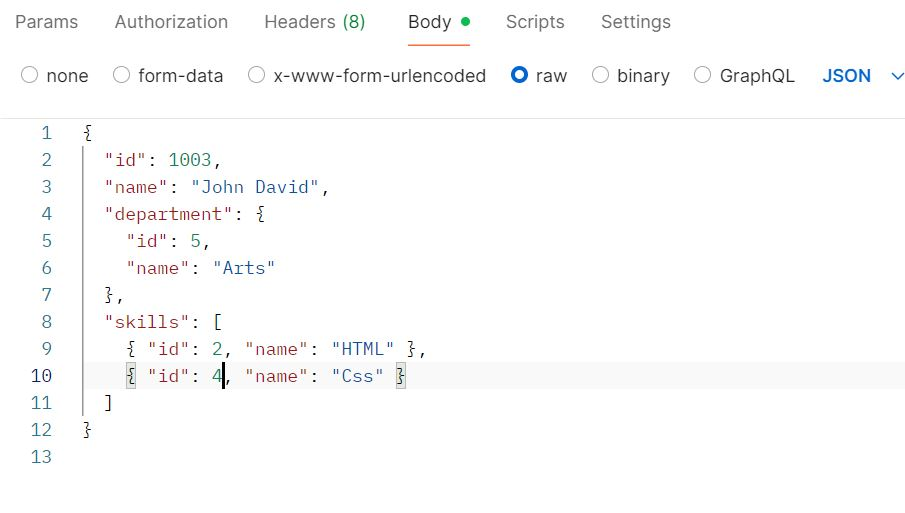 Params Authorization Headers (8) Body Scripts Settings
none form-data x-www-form-urlencoded raw binary GraphQL JSON
1 {
2 "id": 1003,
3 "name": "John David",
4 "department": {
5 "id": 5,
6 "name": "Arts"
7 },
8 "skills": [
9 { "id": 2, "name": "HTML" },
10 { "id": 4, "name": "Css" }
11 ]
12 }
13